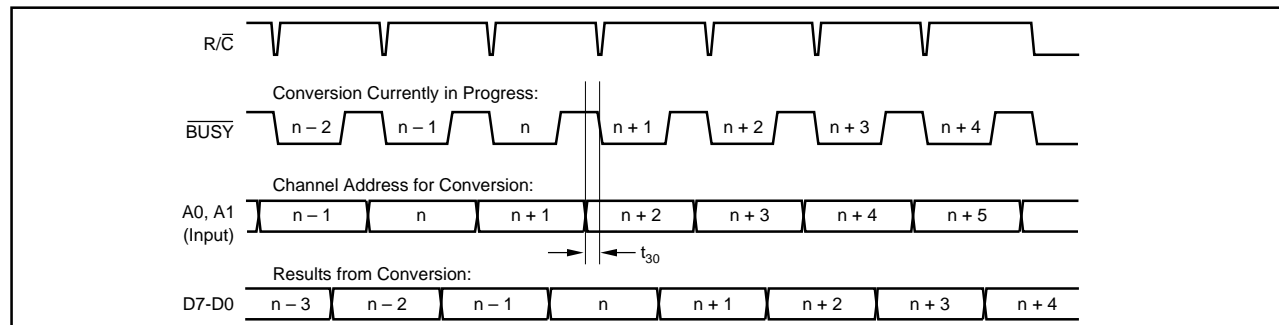 R/C̅
Conversion Currently in Progress:
B̅U̅S̅Y̅ n – 2 n – 1 n n + 1 n + 2 n + 3 n + 4
Channel Address for Conversion:
A0, A1
(Input)
n – 1 n n + 1 n + 2 n + 3 n + 4 n + 5
t30
Results from Conversion:
D7-D0 n – 3 n – 2 n – 1 n n + 1 n + 2 n + 3 n + 4